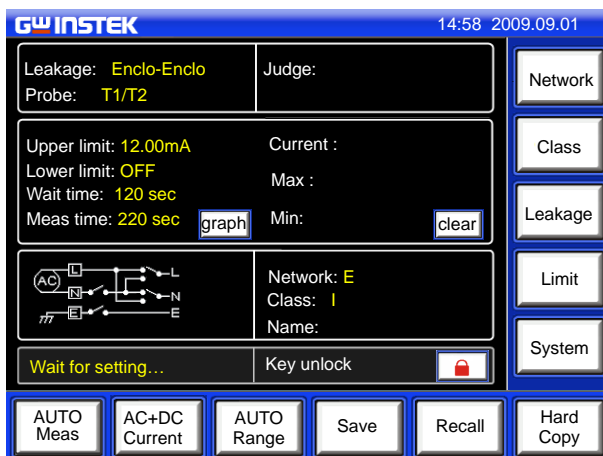 GWINSTEK
14:58 2009.09.01
Leakage: Enclo-Enclo
Probe: T1/T2
Judge:
Upper limit: 12.00mA
Lower limit: OFF
Wait time: 120 sec
Meas time: 220 sec
graph
Current :
Max :
Min:
clear
AC
L
N
E
L
N
E
Network: E
Class: I
Name:
Wait for setting...
Key unlock
Network
Class
Leakage
Limit
System
AUTO
Meas
AC+DC
Current
AUTO
Range
Save
Recall
Hard
Copy